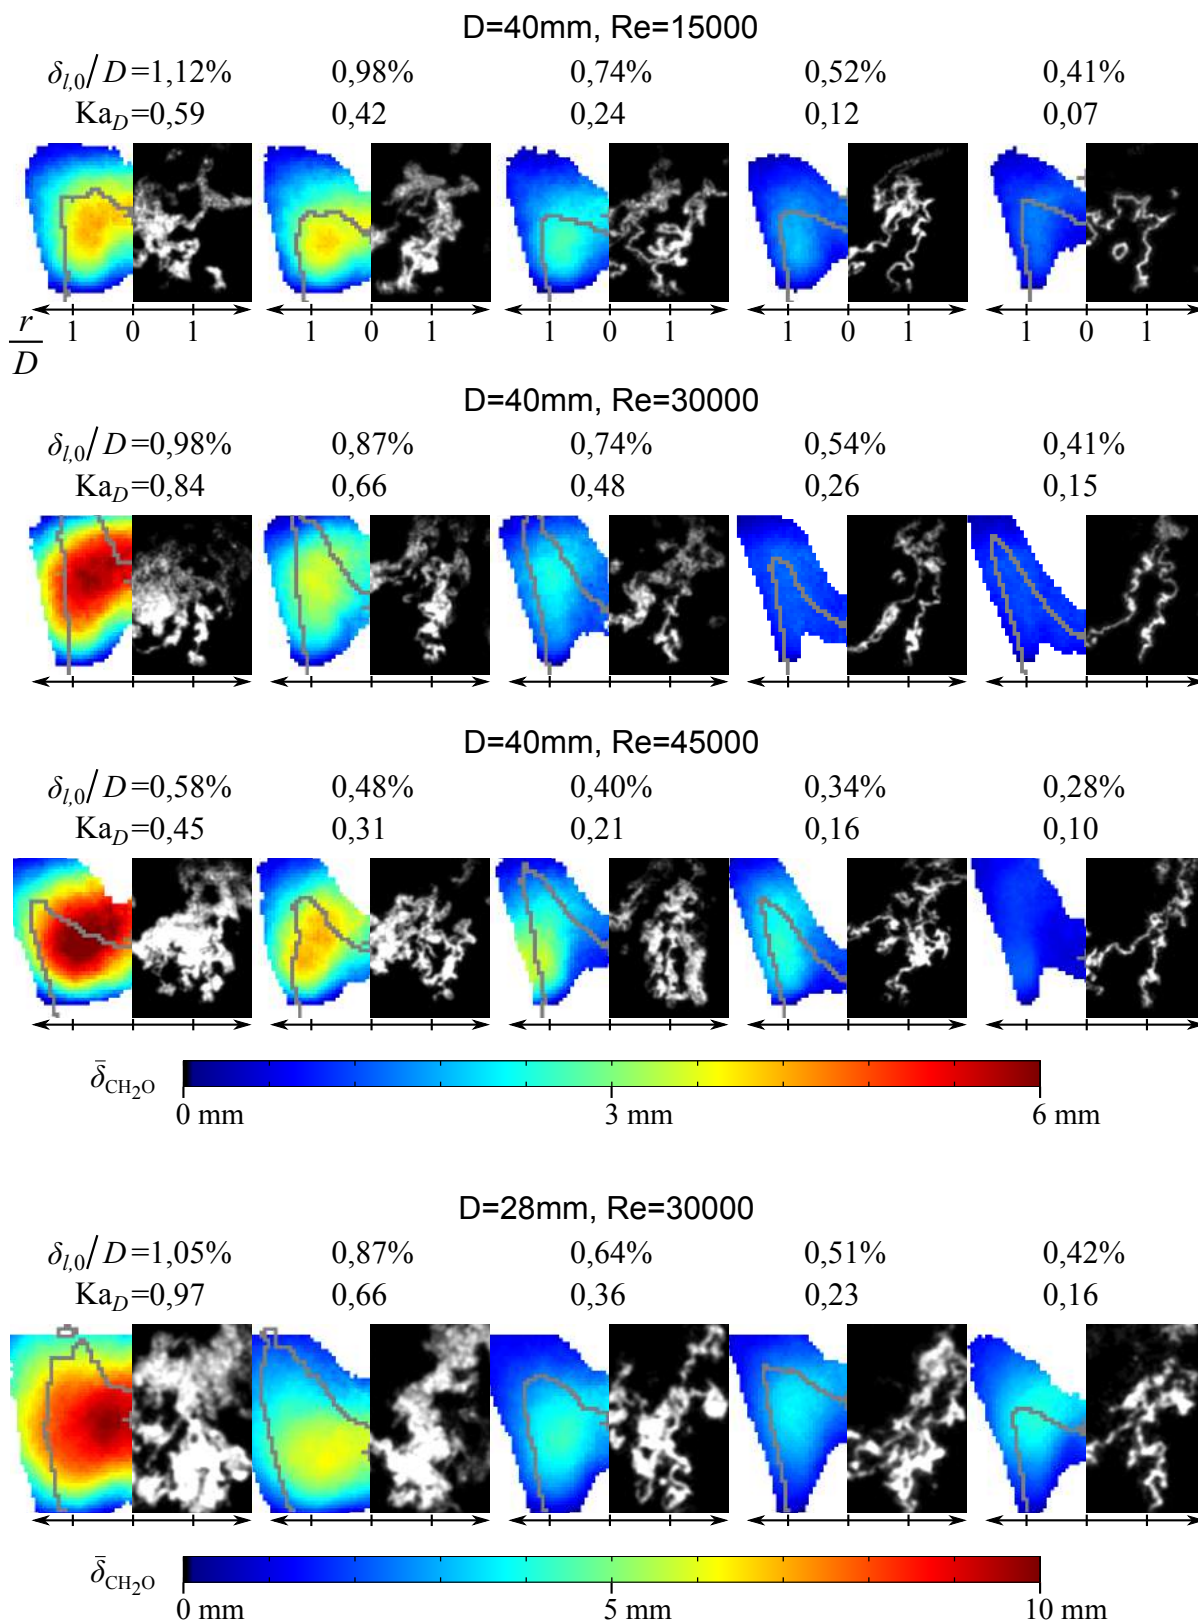 D=40mm, Re=15000
δl,0/D=1,12% 0,98% 0,74% 0,52% 0,41%
KaD=0,59 0,42 0,24 0,12 0,07
r/D 1 0 1 1 0 1 1 0 1 1 0 1 1 0 1
D=40mm, Re=30000
δl,0/D=0,98% 0,87% 0,74% 0,54% 0,41%
KaD=0,84 0,66 0,48 0,26 0,15
D=40mm, Re=45000
δl,0/D=0,58% 0,48% 0,40% 0,34% 0,28%
KaD=0,45 0,31 0,21 0,16 0,10
δ̄CH2O
0 mm 3 mm 6 mm
D=28mm, Re=30000
δl,0/D=1,05% 0,87% 0,64% 0,51% 0,42%
KaD=0,97 0,66 0,36 0,23 0,16
δ̄CH2O
0 mm 5 mm 10 mm